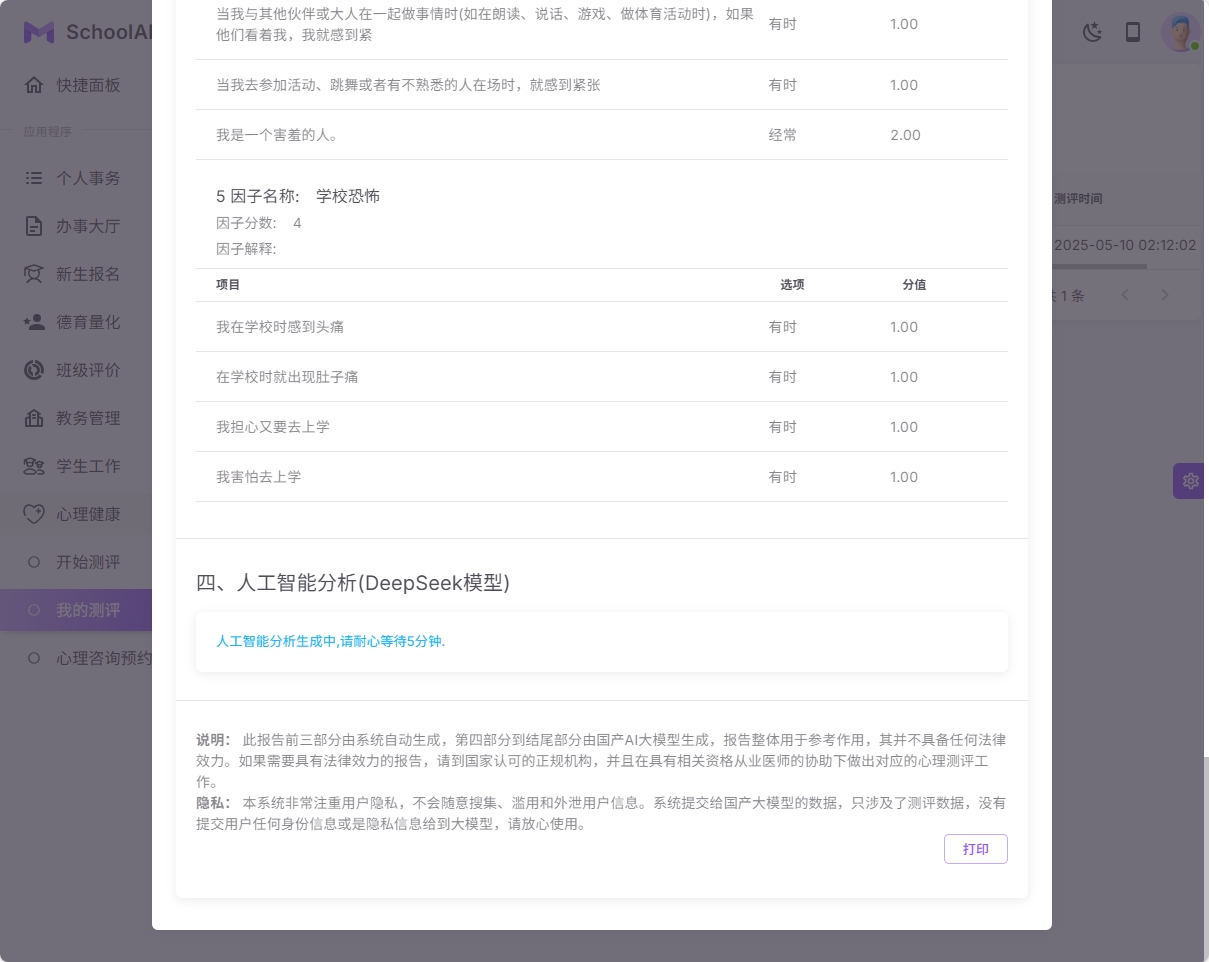 当我与其他伙伴或大人在一起做事情时(如在朗读、说话、游戏、做体育活动时)，如果 有时 1.00
他们看着我，我就感到紧
SchoolAI
快捷面板
当我去参加活动、跳舞或者有不熟悉的人在场时，就感到紧张 有时 1.00
应用程序
我是一个害羞的人。 经常 2.00
个人事务
5 因子名称: 学校恐怖
测评时间
办事大厅
因子分数: 4
因子解释:
2025-05-10 02:12:02
新生报名
项目 选项 分值
共 1 条
德育量化
我在学校时感到头痛 有时 1.00
班级评价
在学校时就出现肚子痛 有时 1.00
教务管理
我担心又要去上学 有时 1.00
学生工作
我害怕去上学 有时 1.00
心理健康
开始测评
四、人工智能分析(DeepSeek模型)
我的测评
人工智能分析生成中,请耐心等待5分钟.
心理咨询预约
说明： 此报告前三部分由系统自动生成，第四部分到结尾部分由国产AI大模型生成，报告整体用于参考作用，其并不具备任何法律
效力。如果需要具有法律效力的报告，请到国家认可的正规机构，并且在具有相关资格从业医师的协助下做出对应的心理测评工
作。
隐私： 本系统非常注重用户隐私，不会随意搜集、滥用和外泄用户信息。系统提交给国产大模型的数据，只涉及了测评数据，没有
提交用户任何身份信息或是隐私信息给到大模型，请放心使用。
打印